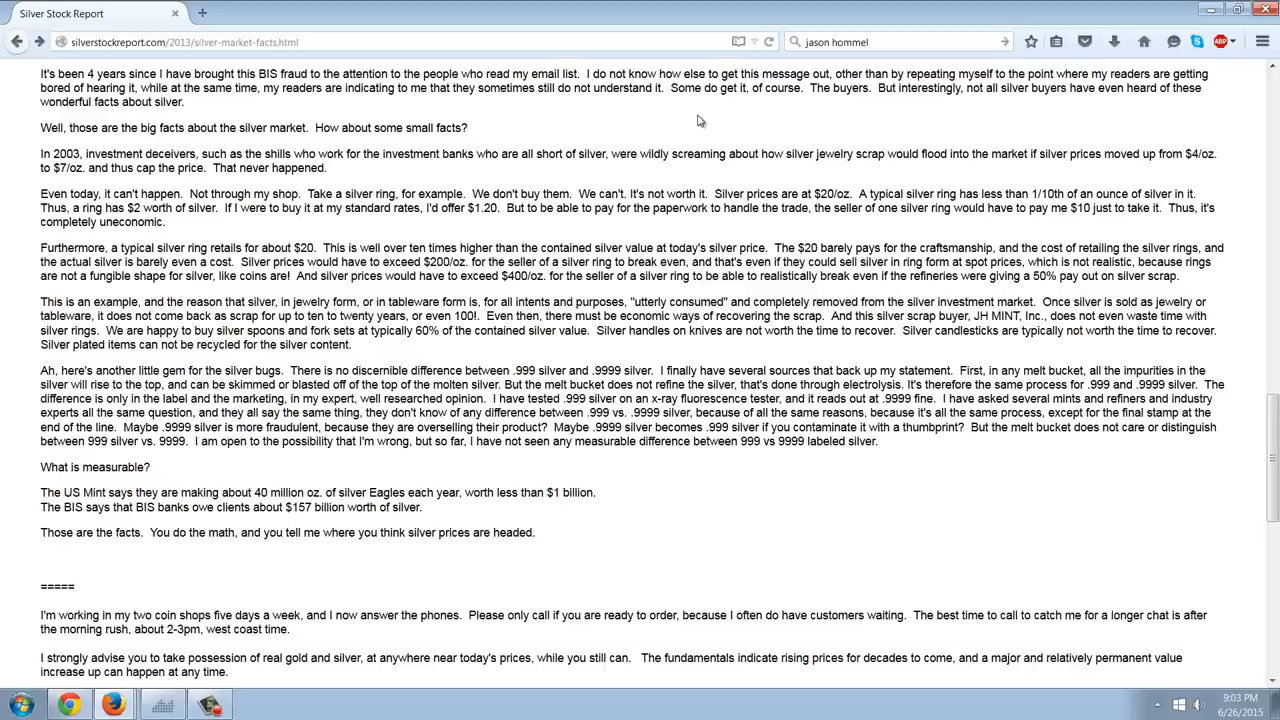 Silver Stock Report
silverstockreport.com/2013/silver-market-facts.html
jason hommel
ABP
It's been 4 years since I have brought this BIS fraud to the attention to the people who read my email list.  I do not know how else to get this message out, other than by repeating myself to the point where my readers are getting
bored of hearing it, while at the same time, my readers are indicating to me that they sometimes still do not understand it.  Some do get it, of course.  The buyers.  But interestingly, not all silver buyers have even heard of these
wonderful facts about silver.
Well, those are the big facts about the silver market.  How about some small facts?
In 2003, investment deceivers, such as the shills who work for the investment banks who are all short of silver, were wildly screaming about how silver jewelry scrap would flood into the market if silver prices moved up from $4/oz.
to $7/oz. and thus cap the price.  That never happened.
Even today, it can't happen.  Not through my shop.  Take a silver ring, for example.  We don't buy them.  We can't. It's not worth it.  Silver prices are at $20/oz.  A typical silver ring has less than 1/10th of an ounce of silver in it.
Thus, a ring has $2 worth of silver.  If I were to buy it at my standard rates, I'd offer $1.20.  But to be able to pay for the paperwork to handle the trade, the seller of one silver ring would have to pay me $10 just to take it.  Thus, it's
completely uneconomic.
Furthermore, a typical silver ring retails for about $20.  This is well over ten times higher than the contained silver value at today's silver price.  The $20 barely pays for the craftsmanship, and the cost of retailing the silver rings, and
the actual silver is barely even a cost.  Silver prices would have to exceed $200/oz. for the seller of a silver ring to break even, and that's even if they could sell silver in ring form at spot prices, which is not realistic, because rings
are not a fungible shape for silver, like coins are!  And silver prices would have to exceed $400/oz. for the seller of a silver ring to be able to realistically break even if the refineries were giving a 50% pay out on silver scrap.
This is an example, and the reason that silver, in jewelry form, or in tableware form is, for all intents and purposes, "utterly consumed" and completely removed from the silver investment market.  Once silver is sold as jewelry or
tableware, it does not come back as scrap for up to ten to twenty years, or even 100!.  Even then, there must be economic ways of recovering the scrap.  And this silver scrap buyer, JH MINT, Inc., does not even waste time with
silver rings.  We are happy to buy silver spoons and fork sets at typically 60% of the contained silver value.  Silver handles on knives are not worth the time to recover.  Silver candlesticks are typically not worth the time to recover.
Silver plated items can not be recycled for the silver content.
Ah, here's another little gem for the silver bugs.  There is no discernible difference between .999 silver and .9999 silver.  I finally have several sources that back up my statement.  First, in any melt bucket, all the impurities in the
silver will rise to the top, and can be skimmed or blasted off of the top of the molten silver. But the melt bucket does not refine the silver, that's done through electrolysis. It's therefore the same process for .999 and .9999 silver.  The
difference is only in the label and the marketing, in my expert, well researched opinion.  I have tested .999 silver on an x-ray fluorescence tester, and it reads out at .9999 fine.  I have asked several mints and refiners and industry
experts all the same question, and they all say the same thing, they don't know of any difference between .999 vs. .9999 silver, because of all the same reasons, because it's all the same process, except for the final stamp at the
end of the line.  Maybe .9999 silver is more fraudulent, because they are overselling their product?  Maybe .9999 silver becomes .999 silver if you contaminate it with a thumbprint?  But the melt bucket does not care or distinguish
between 999 silver vs. 9999.  I am open to the possibility that I'm wrong, but so far, I have not seen any measurable difference between 999 vs 9999 labeled silver.
What is measurable?
The US Mint says they are making about 40 million oz. of silver Eagles each year, worth less than $1 billion.
The BIS says that BIS banks owe clients about $157 billion worth of silver.
Those are the facts.  You do the math, and you tell me where you think silver prices are headed.
=====
I'm working in my two coin shops five days a week, and I now answer the phones.  Please only call if you are ready to order, because I often do have customers waiting.  The best time to call to catch me for a longer chat is after
the morning rush, about 2-3pm, west coast time.
I strongly advise you to take possession of real gold and silver, at anywhere near today's prices, while you still can.   The fundamentals indicate rising prices for decades to come, and a major and relatively permanent value
increase up can happen at any time.
9:03 PM
6/26/2015